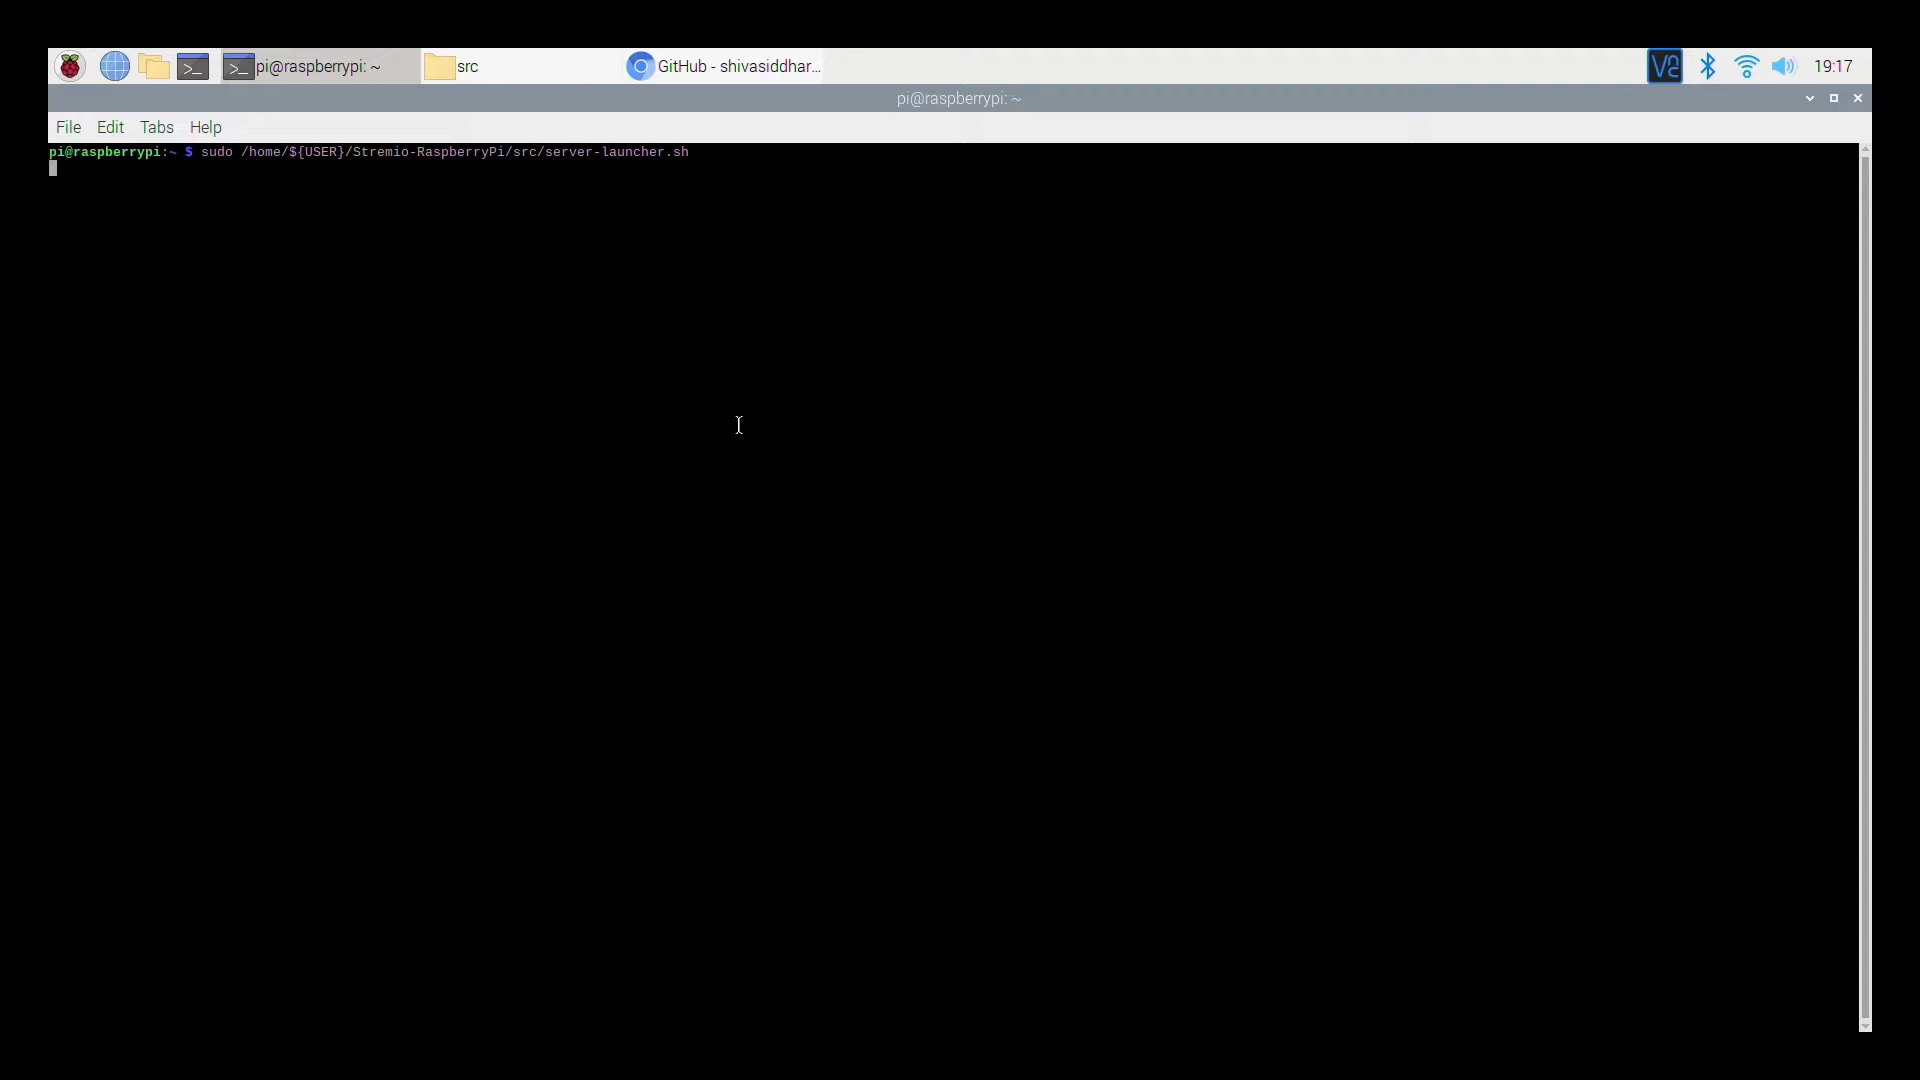 pi@raspberrypi: ~ src GitHub - shivasiddhar... 19:17
pi@raspberrypi: ~
File Edit Tabs Help
pi@raspberrypi:~ $ sudo /home/${USER}/Stremio-RaspberryPi/src/server-launcher.sh